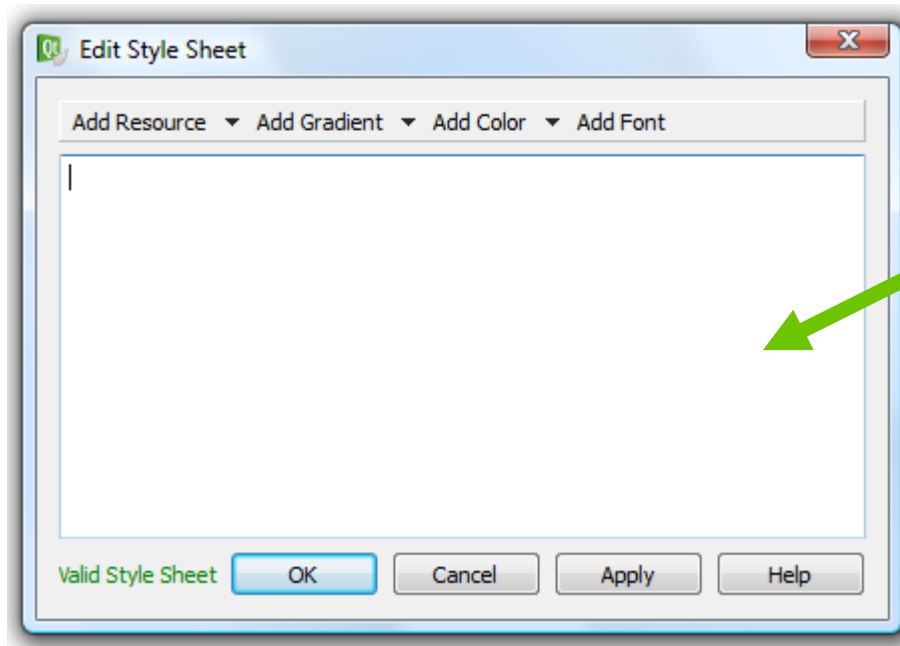 Edit Style Sheet
Add Resource Add Gradient Add Color Add Font
Valid Style Sheet OK Cancel Apply Help